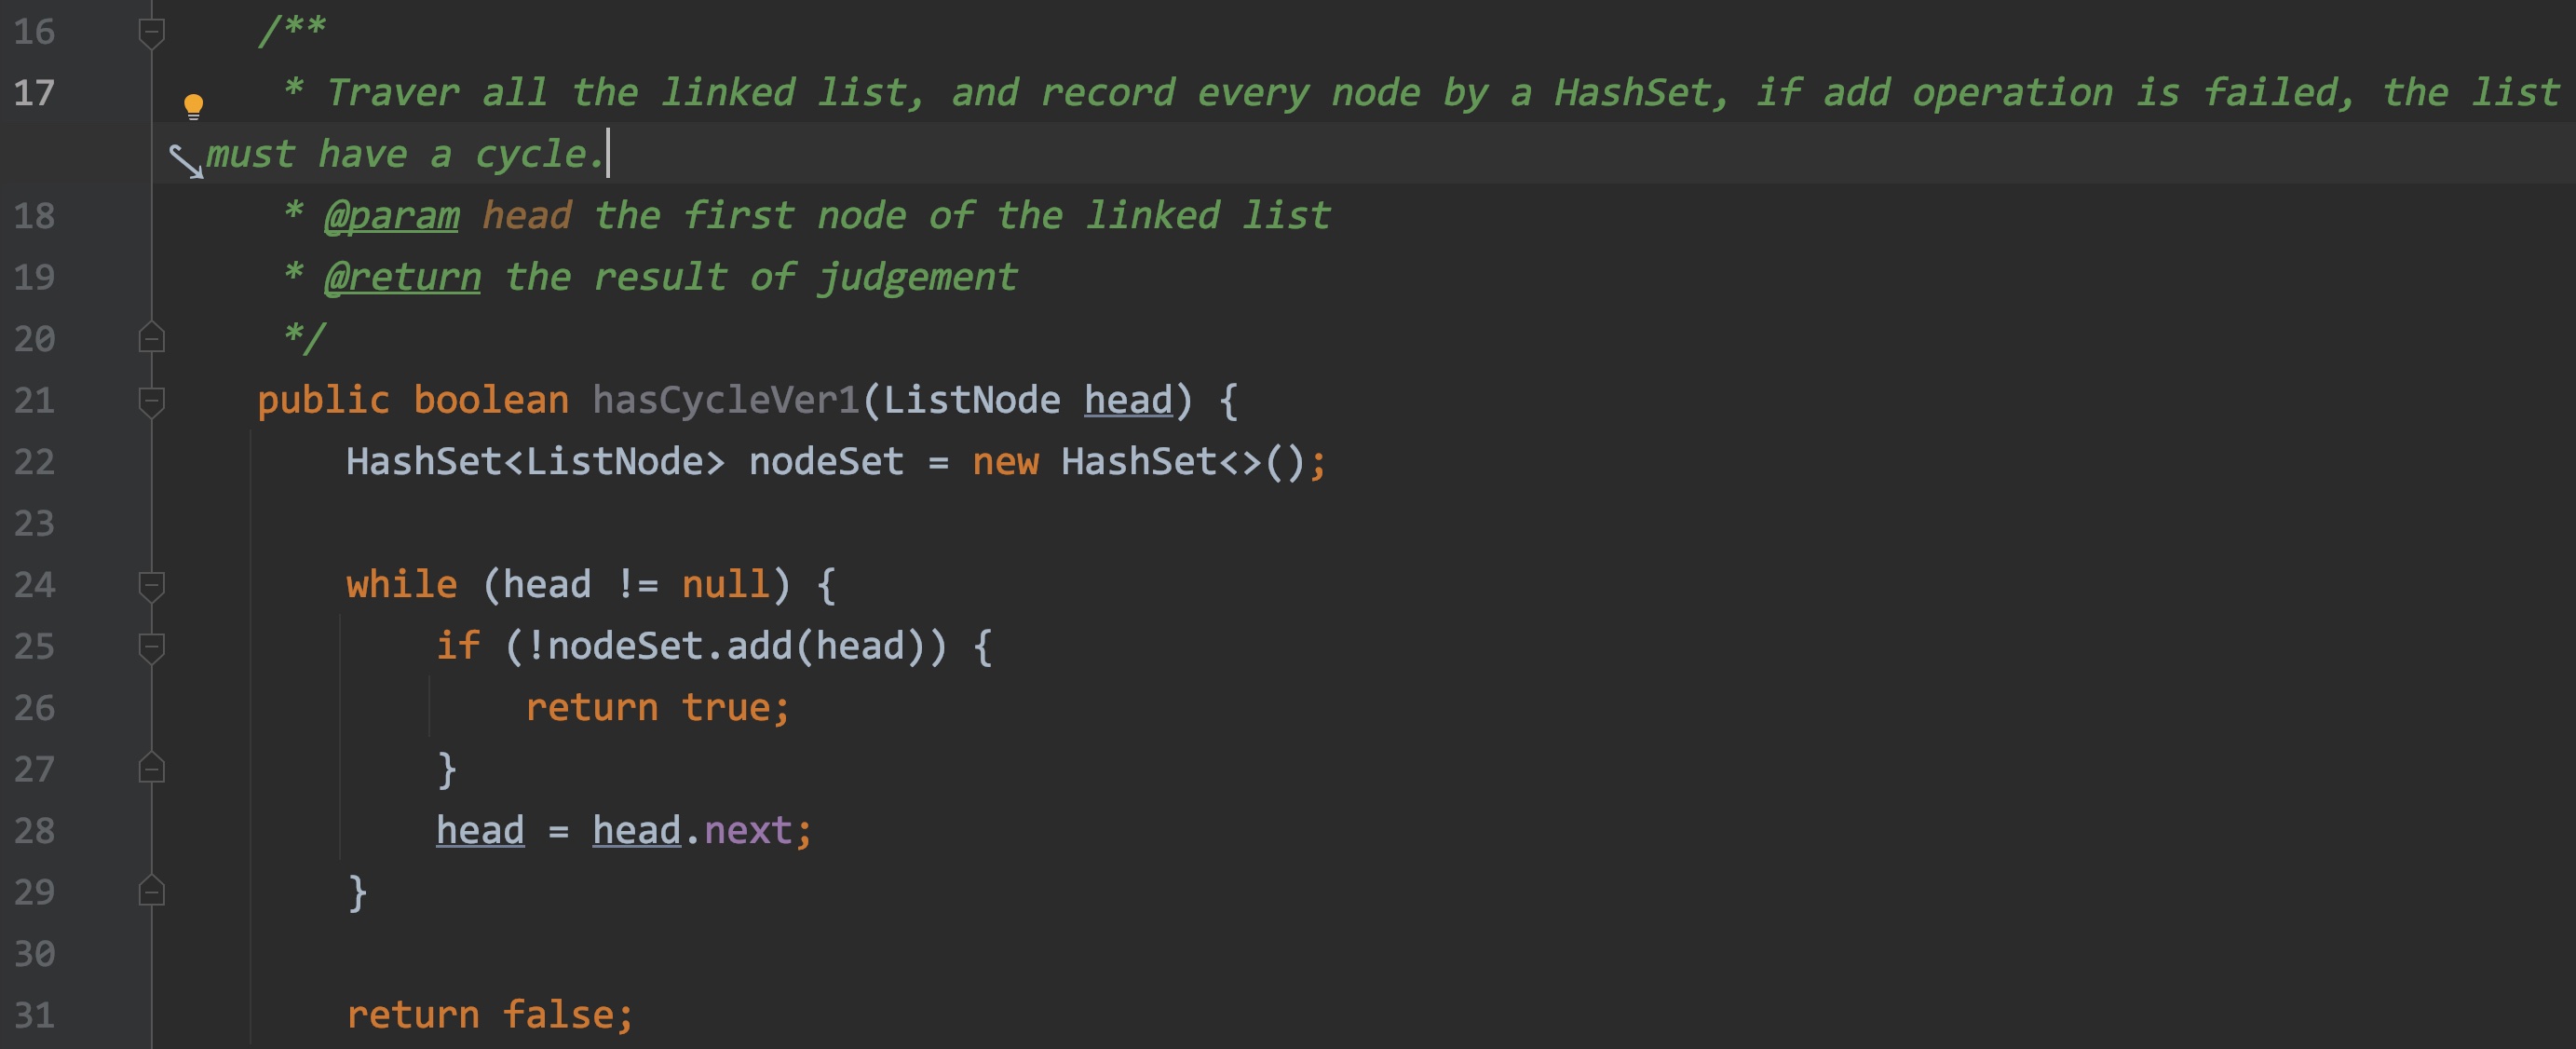 16 /**
17 * Traver all the linked list, and record every node by a HashSet, if add operation is failed, the list
must have a cycle.
18 * @param head the first node of the linked list
19 * @return the result of judgement
20 */
21 public boolean hasCycleVer1(ListNode head) {
22 HashSet<ListNode> nodeSet = new HashSet<>();
23
24 while (head != null) {
25 if (!nodeSet.add(head)) {
26 return true;
27 }
28 head = head.next;
29 }
30
31 return false;